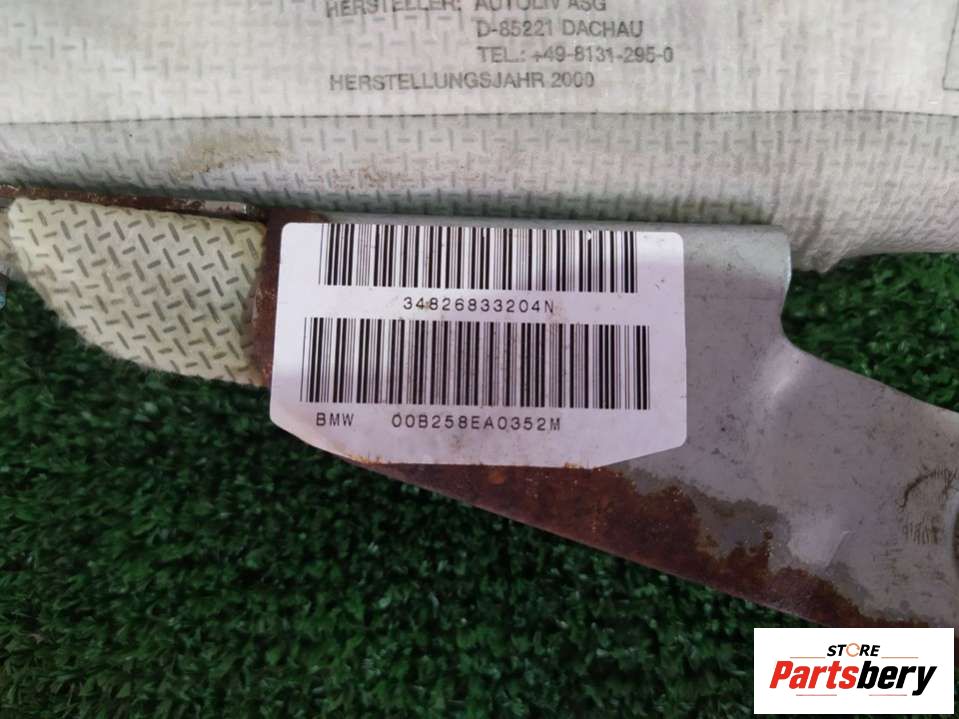 HERSTELLER: AUTOLIV ASG
D-85221 DACHAU
TEL.: +49-8131-295-0
HERSTELLUNGSJAHR 2000
34826833204N
BMW 00B258EA0352M
STORE
Partsbery